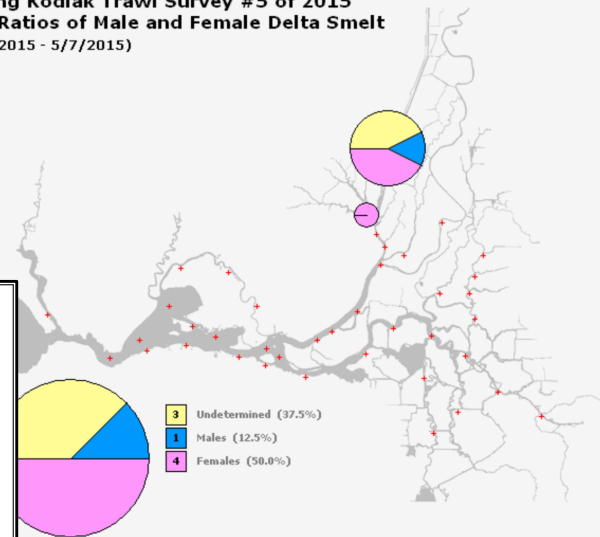 ng Kodiak Trawl Survey #5 of 2015
Ratios of Male and Female Delta Smelt
2015 - 5/7/2015)
3 Undetermined (37.5%)
1 Males (12.5%)
4 Females (50.0%)